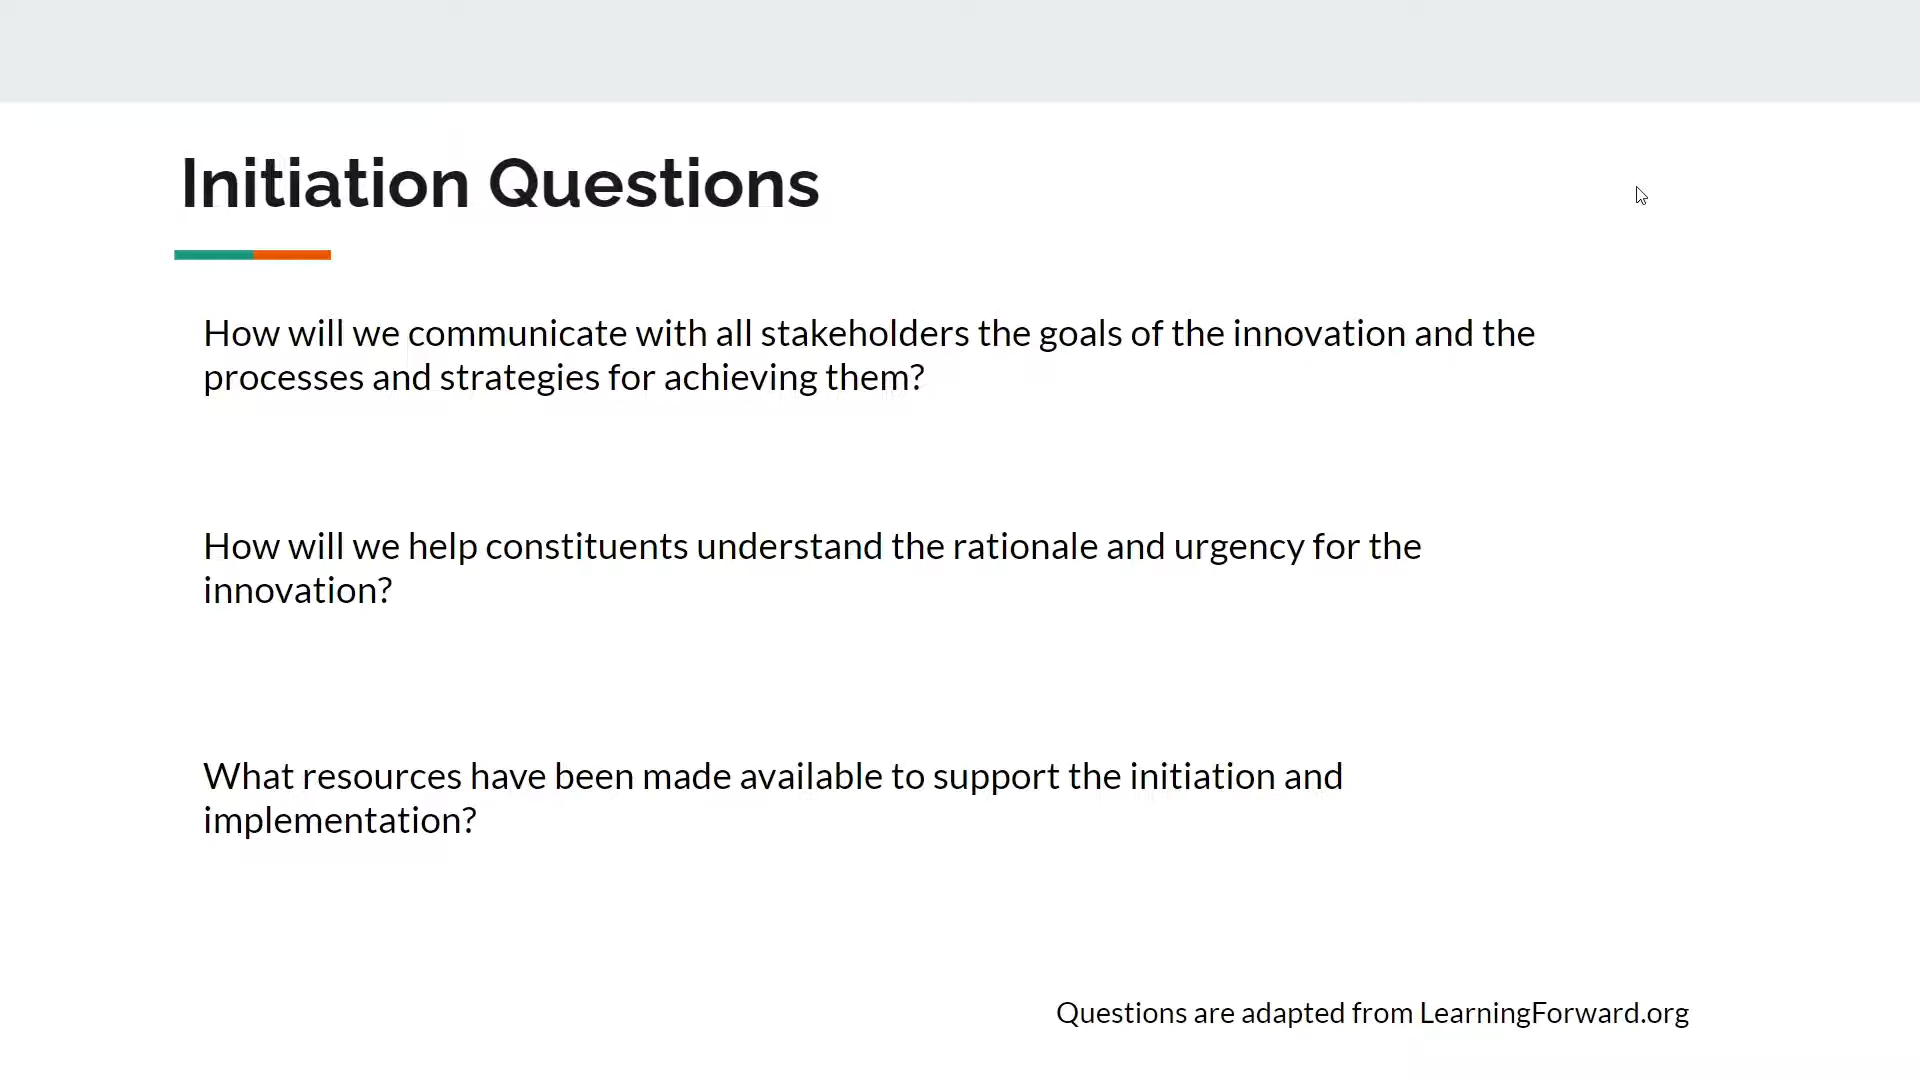 Initiation Questions
How will we communicate with all stakeholders the goals of the innovation and the
processes and strategies for achieving them?
How will we help constituents understand the rationale and urgency for the
innovation?
What resources have been made available to support the initiation and
implementation?
Questions are adapted from LearningForward.org